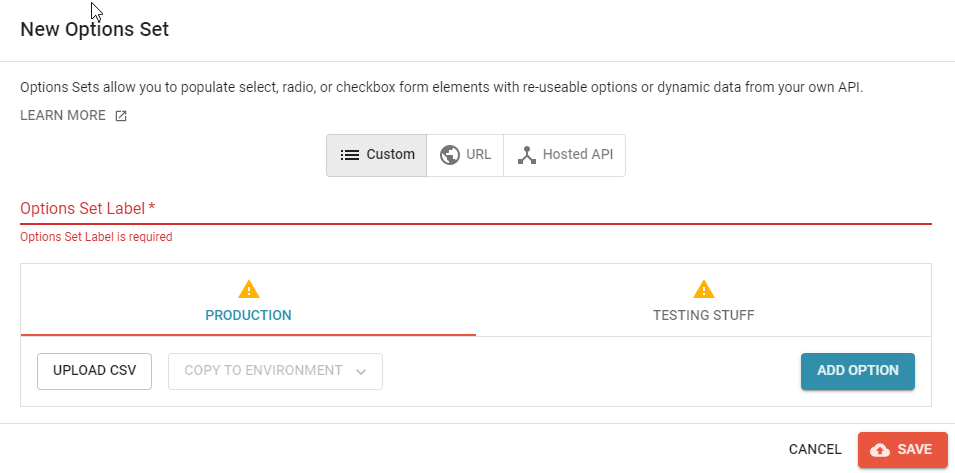 New Options Set
Options Sets allow you to populate select, radio, or checkbox form elements with re-useable options or dynamic data from your own API.
LEARN MORE
Custom URL Hosted API
Options Set Label *
Options Set Label is required
PRODUCTION TESTING STUFF
UPLOAD CSV COPY TO ENVIRONMENT ADD OPTION
CANCEL SAVE